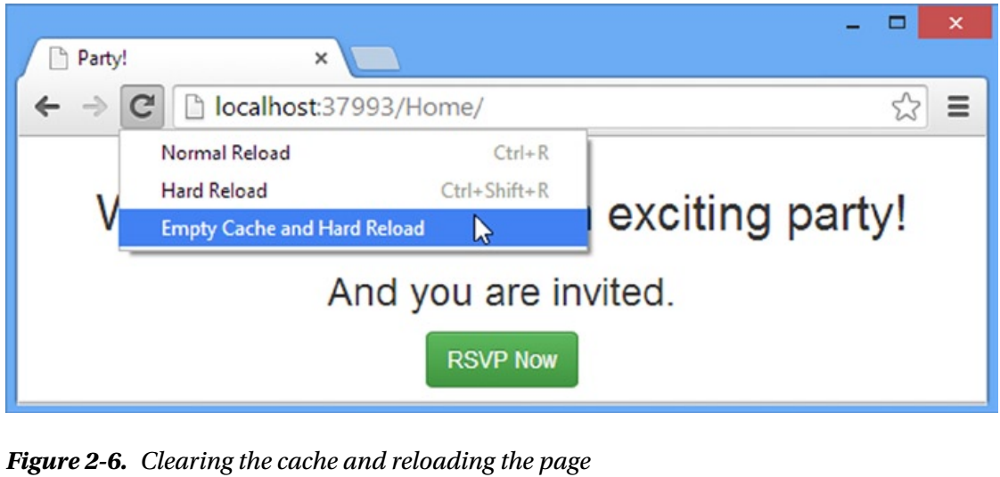 Party!
localhost:37993/Home/
Normal Reload Ctrl+R
Hard Reload Ctrl+Shift+R
exciting party!
Empty Cache and Hard Reload
And you are invited.
RSVP Now
Figure 2-6. Clearing the cache and reloading the page